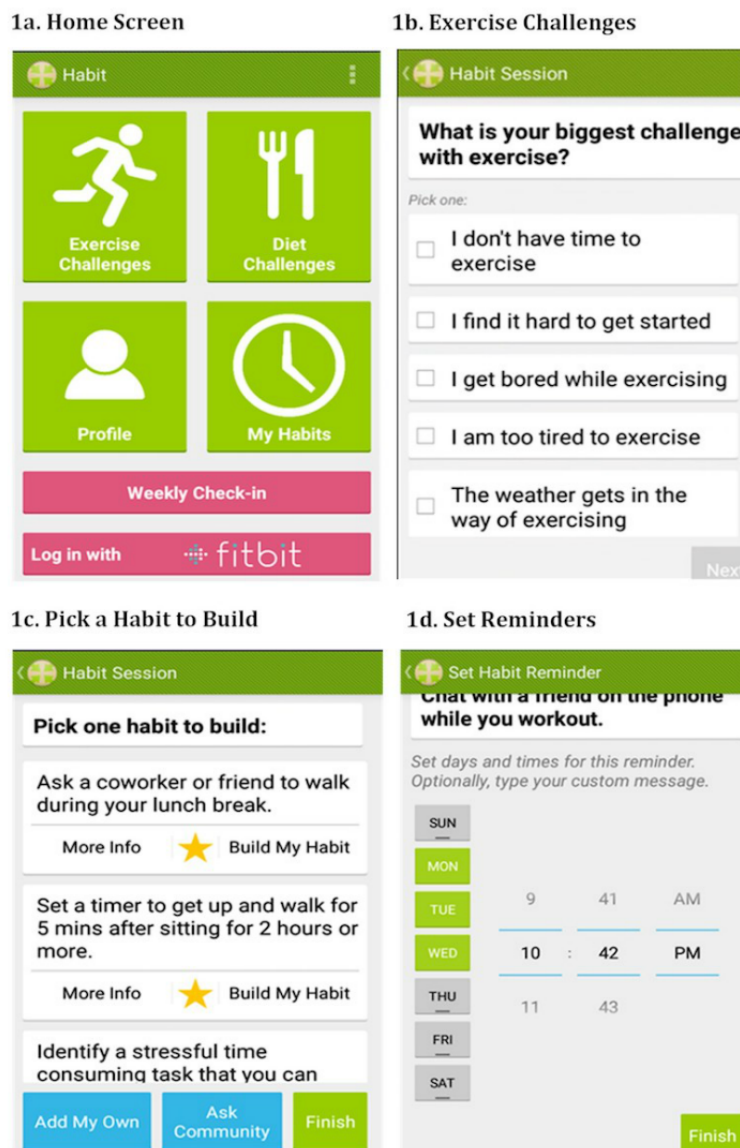 1a. Home Screen
Habit
Exercise
Challenges
Diet
Challenges
Profile
My Habits
Weekly Check-in
Log in with
fitbit
1b. Exercise Challenges
Habit Session
What is your biggest challenge
with exercise?
Pick one:
I don't have time to
exercise
I find it hard to get started
I get bored while exercising
I am too tired to exercise
The weather gets in the
way of exercising
Next
1c. Pick a Habit to Build
Habit Session
Pick one habit to build:
Ask a coworker or friend to walk
during your lunch break.
More Info Build My Habit
Set a timer to get up and walk for
5 mins after sitting for 2 hours or
more.
More Info Build My Habit
Identify a stressful time
consuming task that you can
Add My Own
Ask
Community
Finish
1d. Set Reminders
Set Habit Reminder
Chat with a friend on the phone
while you workout.
Set days and times for this reminder.
Optionally, type your custom message.
SUN
MON
TUE
WED
THU
FRI
SAT
9 41 AM
10 : 42 PM
11 43
Finish